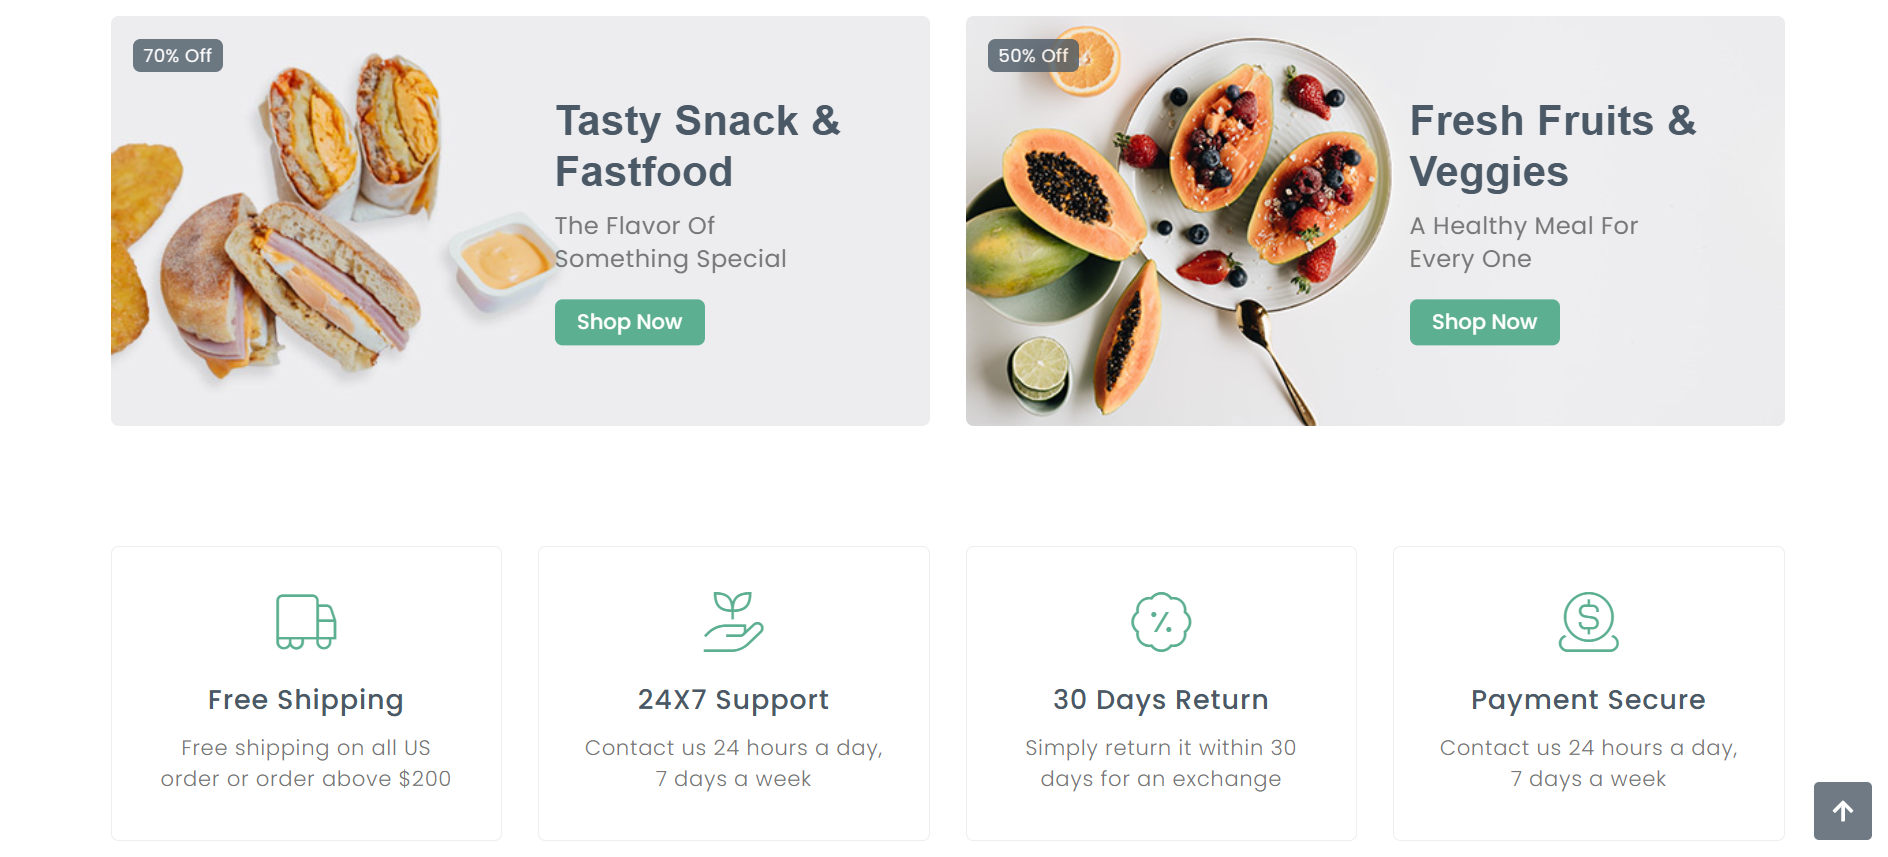 70% Off
Tasty Snack &
Fastfood
The Flavor Of
Something Special
Shop Now
50% Off
Fresh Fruits &
Veggies
A Healthy Meal For
Every One
Shop Now
Free Shipping
Free shipping on all US
order or order above $200
24X7 Support
Contact us 24 hours a day,
7 days a week
30 Days Return
Simply return it within 30
days for an exchange
Payment Secure
Contact us 24 hours a day,
7 days a week